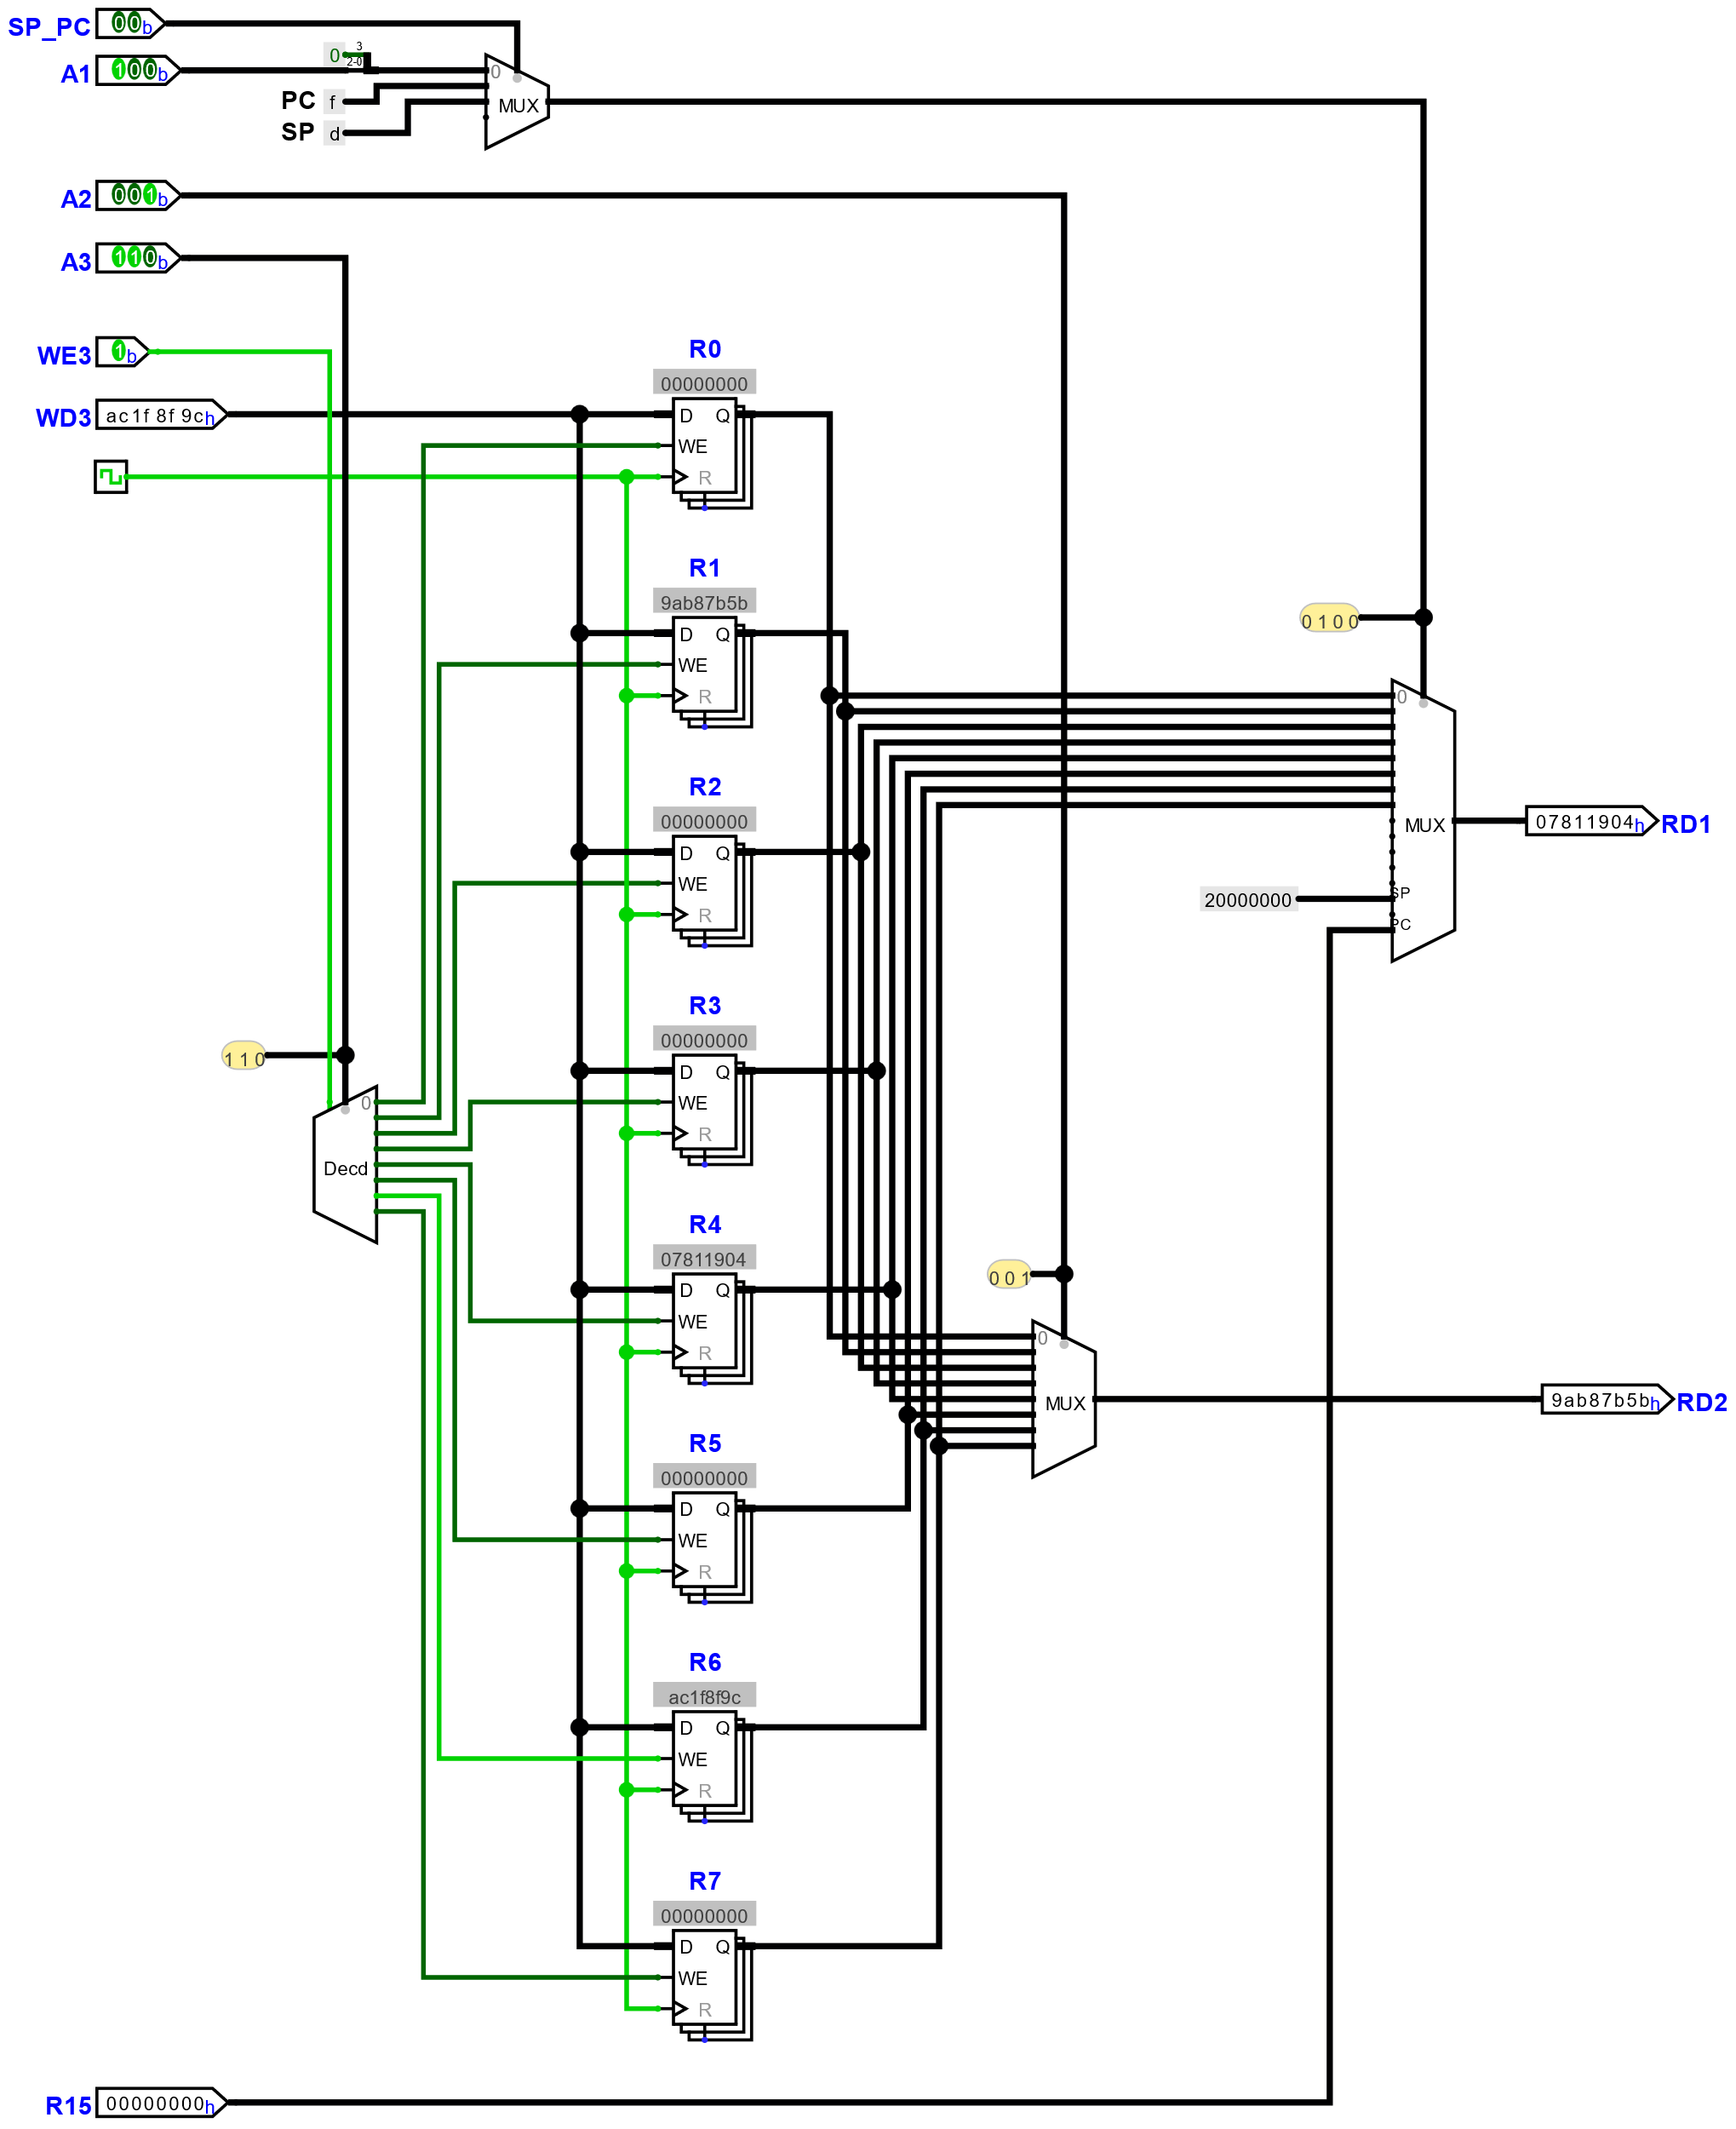 SP_PC 00b
0 3
2-0
A1 100b
0
PC f
MUX
SP d
A2 001b
A3 110b
WE3 1b
R0
00000000
WD3 ac1f8f9ch
D Q
WE
R
R1
9ab87b5b
0100
D Q
WE
R
0
R2
00000000
MUX
07811904h RD1
D Q
WE
SP
20000000
R
PC
R3
00000000
110
D Q
WE
0
R
Decd
R4
07811904
001
D Q
WE
0
R
MUX
9ab87b5bh RD2
R5
00000000
D Q
WE
R
R6
ac1f8f9c
D Q
WE
R
R7
00000000
D Q
WE
R
R15 00000000h